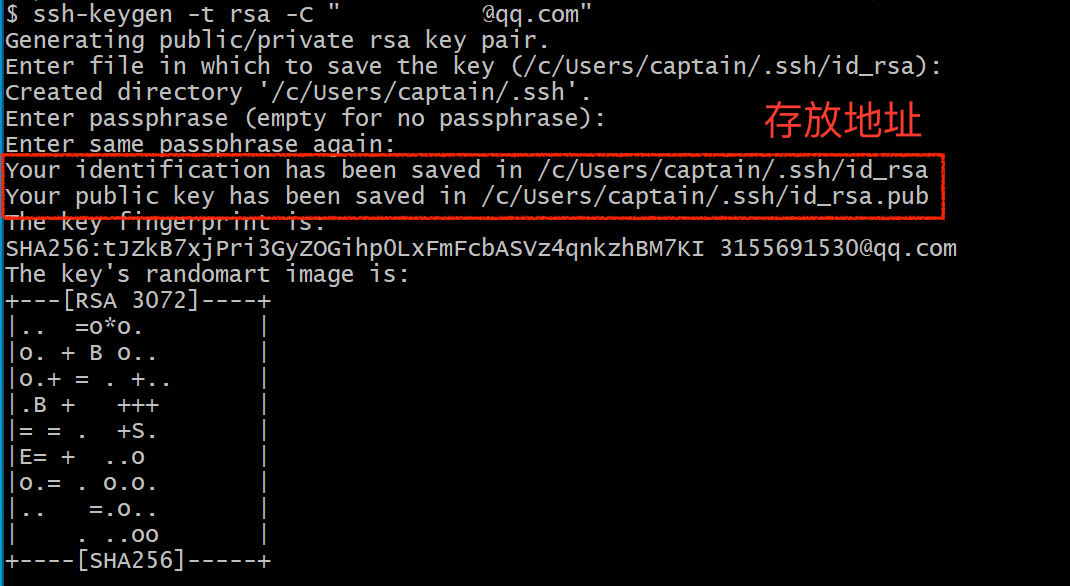 $ ssh-keygen -t rsa -C "          @qq.com"
Generating public/private rsa key pair.
Enter file in which to save the key (/c/Users/captain/.ssh/id_rsa):
Created directory '/c/Users/captain/.ssh'.
Enter passphrase (empty for no passphrase):
存放地址
Enter same passphrase again:
Your identification has been saved in /c/Users/captain/.ssh/id_rsa
Your public key has been saved in /c/Users/captain/.ssh/id_rsa.pub
The key fingerprint is:
SHA256:tJZkB7xjPri3GyZOGihp0LxFmFcbASVz4qnkzhBM7KI 3155691530@qq.com
The key's randomart image is:
+---[RSA 3072]----+
|..  =o*o.        |
|o. + B o..       |
|o.+ = . +..      |
|.B +   +++       |
|= = .  +S.       |
|E= +  ..o        |
|o.= . o.o.       |
|..   =.o..       |
|    . ..oo       |
+----[SHA256]-----+